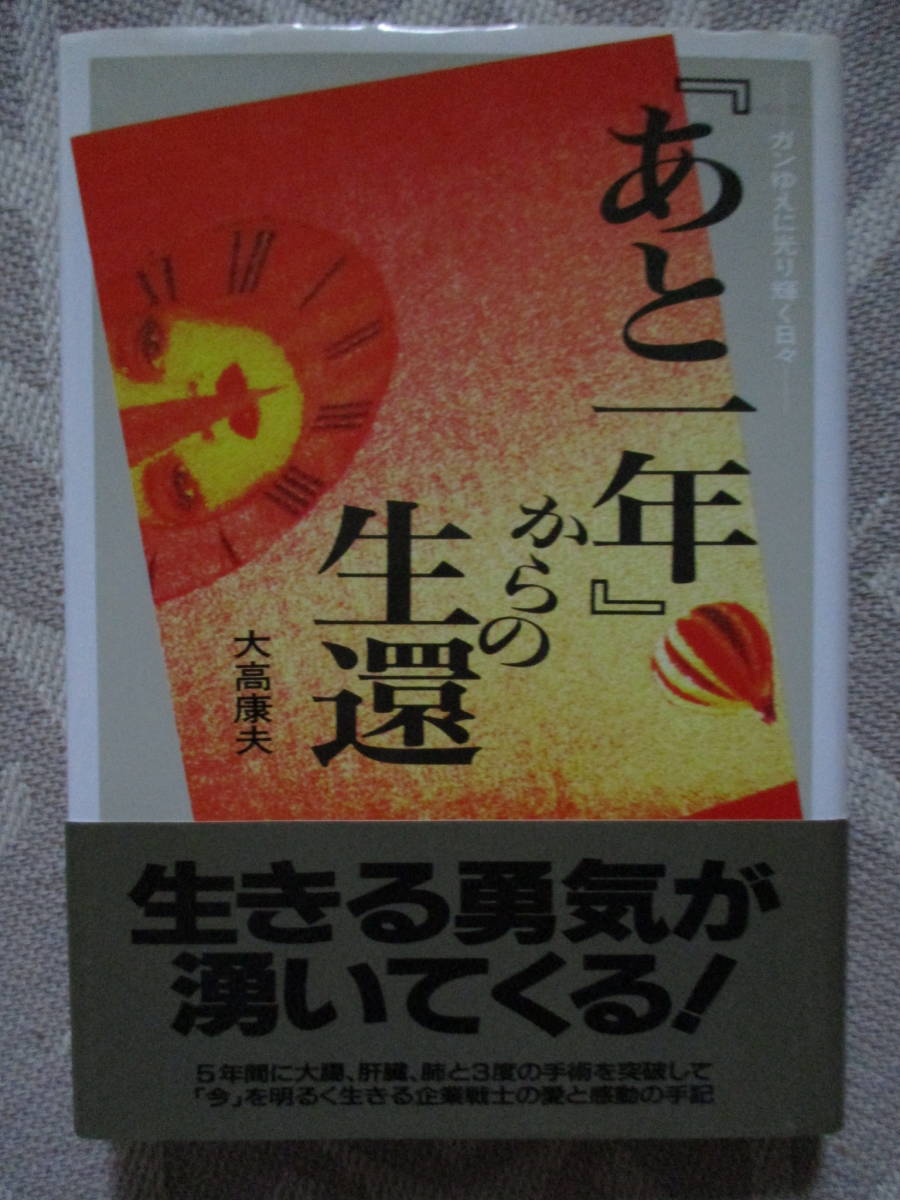 ――ガンゆえに光り輝く日々――
『あと一年』
からの
生還
大高康夫
生きる勇気が
湧いてくる!
5年間に大腸、肝臓、肺と3度の手術を突破して
「今」を明るく生きる企業戦士の愛と感動の手記